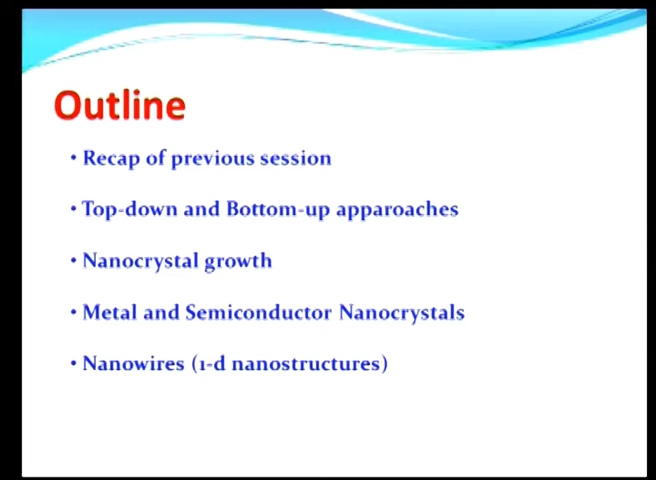 Outline
• Recap of previous session
• Top-down and Bottom-up apparoaches
• Nanocrystal growth
• Metal and Semiconductor Nanocrystals
• Nanowires (1-d nanostructures)